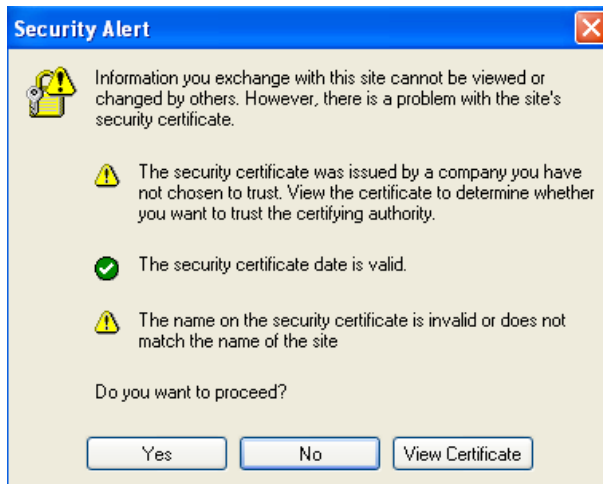 Security Alert
Information you exchange with this site cannot be viewed or
changed by others. However, there is a problem with the site's
security certificate.
The security certificate was issued by a company you have
not chosen to trust. View the certificate to determine whether
you want to trust the certifying authority.
The security certificate date is valid.
The name on the security certificate is invalid or does not
match the name of the site
Do you want to proceed?
Yes
No
View Certificate